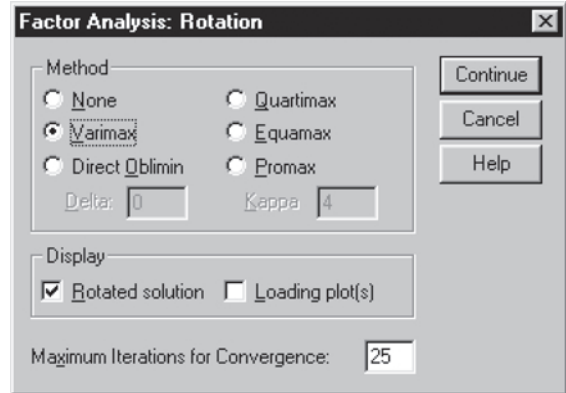 Factor Analysis: Rotation
Method
None
Quartimax
Varimax
Equamax
Direct Oblimin
Promax
Delta: 0
Kappa 4
Display
Rotated solution
Loading plot(s)
Maximum Iterations for Convergence: 25
Continue
Cancel
Help